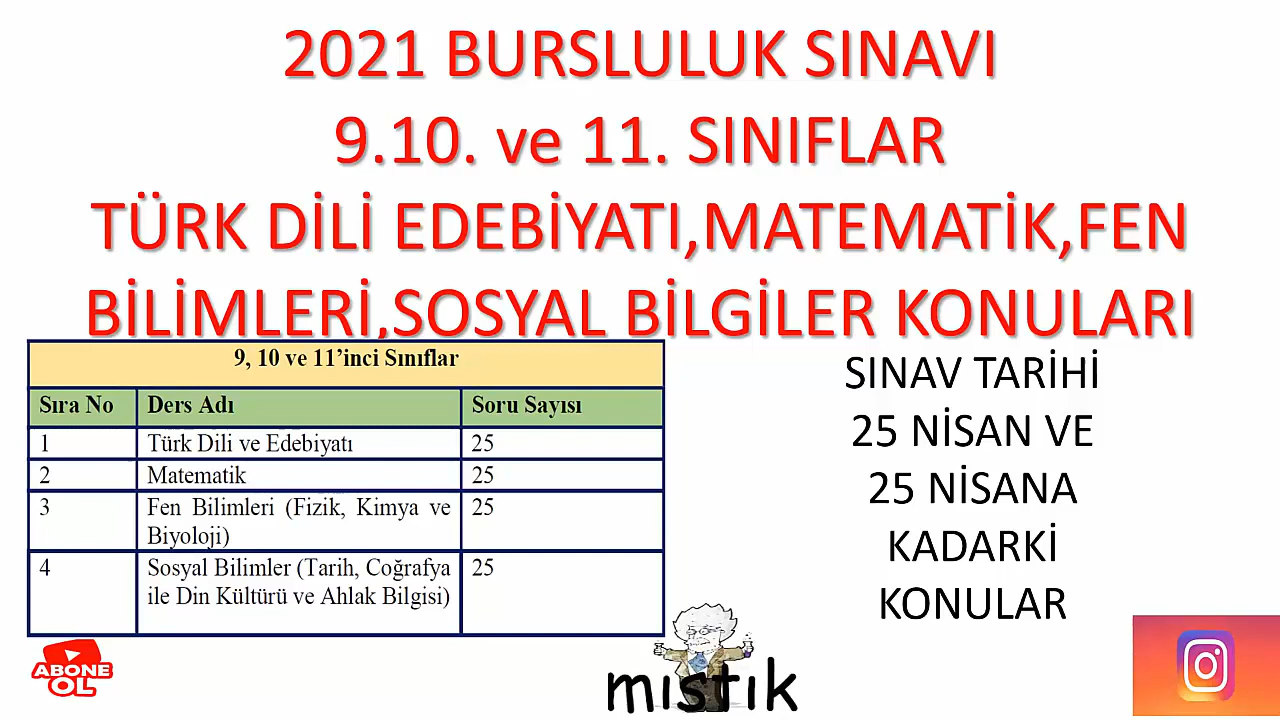 2021 BURSLULUK SINAVI
9.10. ve 11. SINIFLAR
TÜRK DİLİ EDEBİYATI,MATEMATİK,FEN
BİLİMLERİ,SOSYAL BİLGİLER KONULARI
9, 10 ve 11’inci Sınıflar
Sıra No Ders Adı Soru Sayısı
1 Türk Dili ve Edebiyatı 25
2 Matematik 25
3 Fen Bilimleri (Fizik, Kimya ve 25
Biyoloji)
4 Sosyal Bilimler (Tarih, Coğrafya 25
ile Din Kültürü ve Ahlak Bilgisi)
SINAV TARİHİ
25 NİSAN VE
25 NİSANA
KADARKİ
KONULAR
ABONE
OL
mıstık